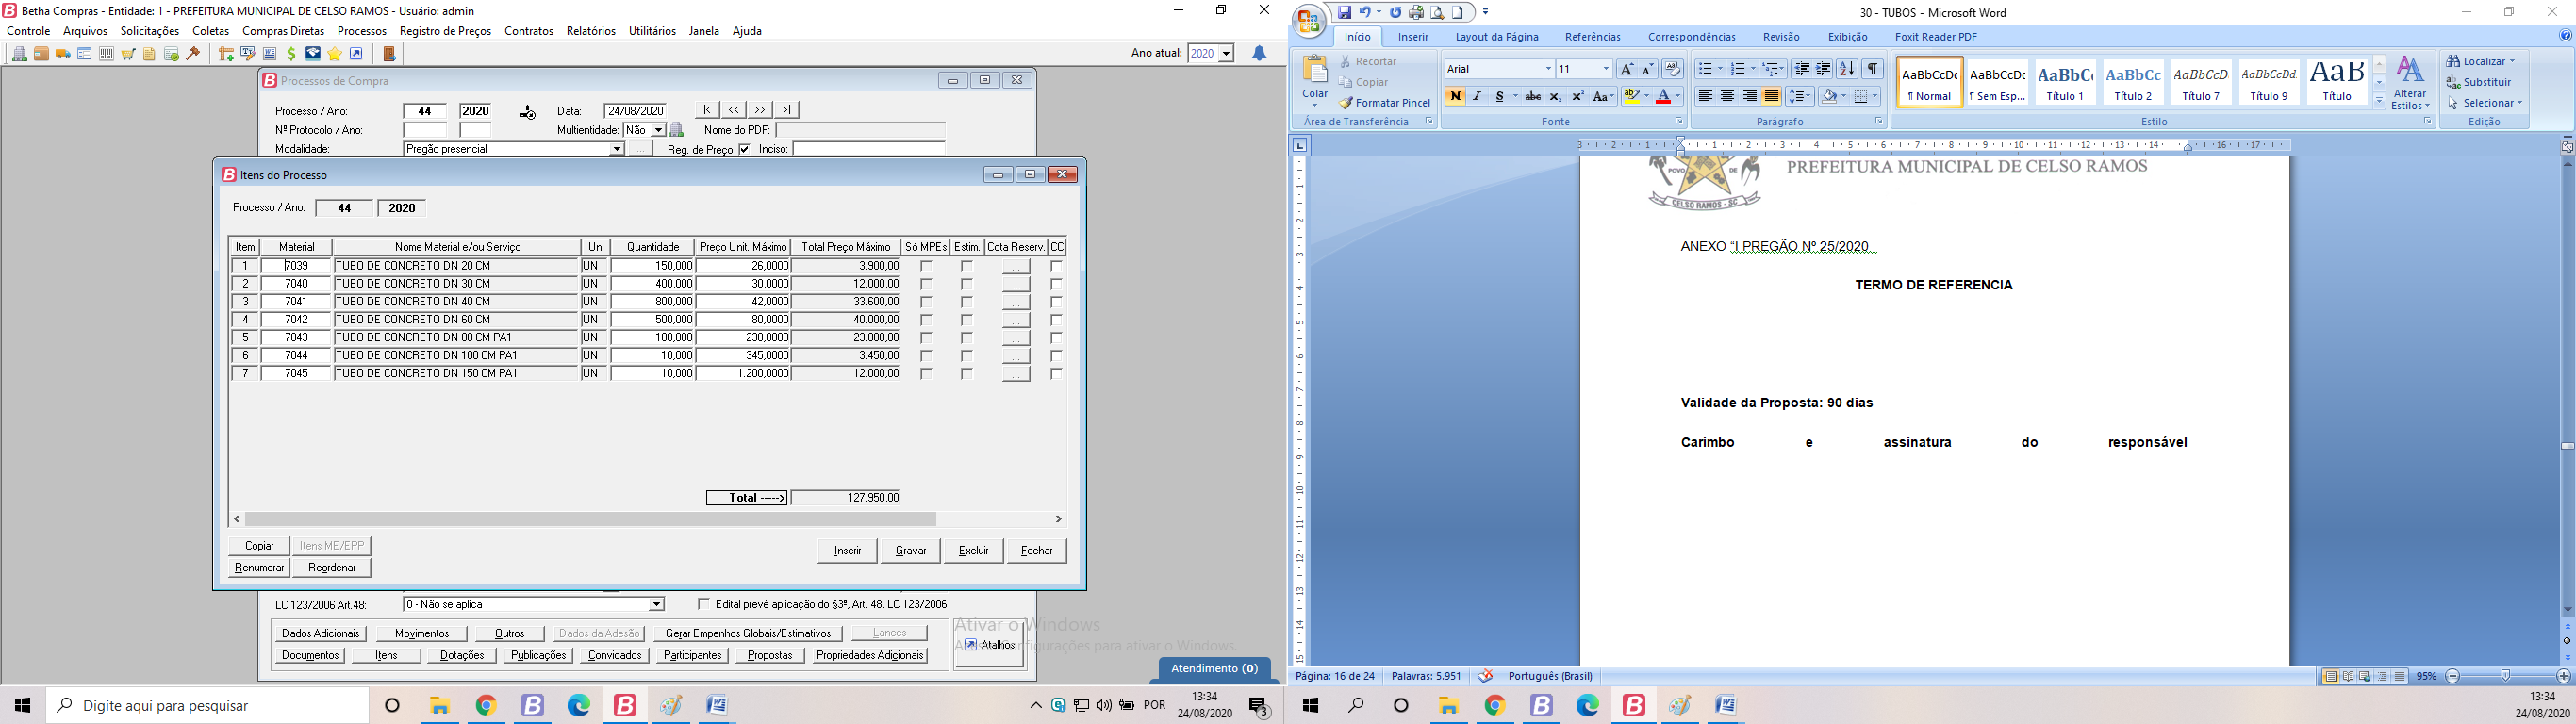 Betha Compras - Entidade: 1 - PREFEITURA MUNICIPAL DE CELSO RAMOS - Usuário: admin
Controle Arquivos Solicitações Coletas Compras Diretas Processos Registro de Preços Contratos Relatórios Utilitários Janela Ajuda
Ano atual: 2020
Processos de Compra
Processo / Ano: 44 2020 Data: 24/08/2020 |< << >> >|
Nº Protocolo / Ano: Multientidade: Não Nome do PDF:
Modalidade: Pregão presencial ... Reg. de Preço Inciso:
Itens do Processo
Processo / Ano: 44 2020
Item Material Nome Material e/ou Serviço Un. Quantidade Preço Unit. Máximo Total Preço Máximo Só MPEs Estim. Cota Reserv. CC
1 7039 TUBO DE CONCRETO DN 20 CM UN 150,000 26,0000 3.900,00 ...
2 7040 TUBO DE CONCRETO DN 30 CM UN 400,000 30,0000 12.000,00 ...
3 7041 TUBO DE CONCRETO DN 40 CM UN 800,000 42,0000 33.600,00 ...
4 7042 TUBO DE CONCRETO DN 60 CM UN 500,000 80,0000 40.000,00 ...
5 7043 TUBO DE CONCRETO DN 80 CM PA1 UN 100,000 230,0000 23.000,00 ...
6 7044 TUBO DE CONCRETO DN 100 CM PA1 UN 10,000 345,0000 3.450,00 ...
7 7045 TUBO DE CONCRETO DN 150 CM PA1 UN 10,000 1.200,0000 12.000,00 ...
Total -----> 127.950,00
Copiar Itens ME/EPP Inserir Gravar Excluir Fechar
Renumerar Reordenar
LC 123/2006 Art.48: 0 - Não se aplica Edital prevê aplicação do §3º, Art. 48, LC 123/2006
Dados Adicionais Movimentos Outros Dados da Adesão Gerar Empenhos Globais/Estimativos Lances
Documentos Itens Dotações Publicações Convidados Participantes Propostas Propriedades Adicionais Atalhos
Ativar o Windows
configurações para ativar o Windows.
Atendimento (0)
Digite aqui para pesquisar
POR 13:34
24/08/2020 3
30 - TUBOS - Microsoft Word
Início Inserir Layout da Página Referências Correspondências Revisão Exibição Foxit Reader PDF
Colar
Recortar
Copiar
Formatar Pincel
Área de Transferência
Arial 11
N I S abc x₂ x² Aa
Fonte
Parágrafo
AaBbCcDc AaBbCcDc AaBbC AaBbCc AaBbCcD AaBbCcDd. AaB
¶ Normal ¶ Sem Esp... Título 1 Título 2 Título 7 Título 9 Título
Alterar Estilos
Estilo
Localizar
Substituir
Selecionar
Edição
POVO DE
CELSO RAMOS - SC
PREFEITURA MUNICIPAL DE CELSO RAMOS
ANEXO “I PREGÃO Nº 25/2020
TERMO DE REFERENCIA
Validade da Proposta: 90 dias
Carimbo e assinatura do responsável
Página: 16 de 24 Palavras: 5.951 Português (Brasil) 95%
13:34
24/08/2020